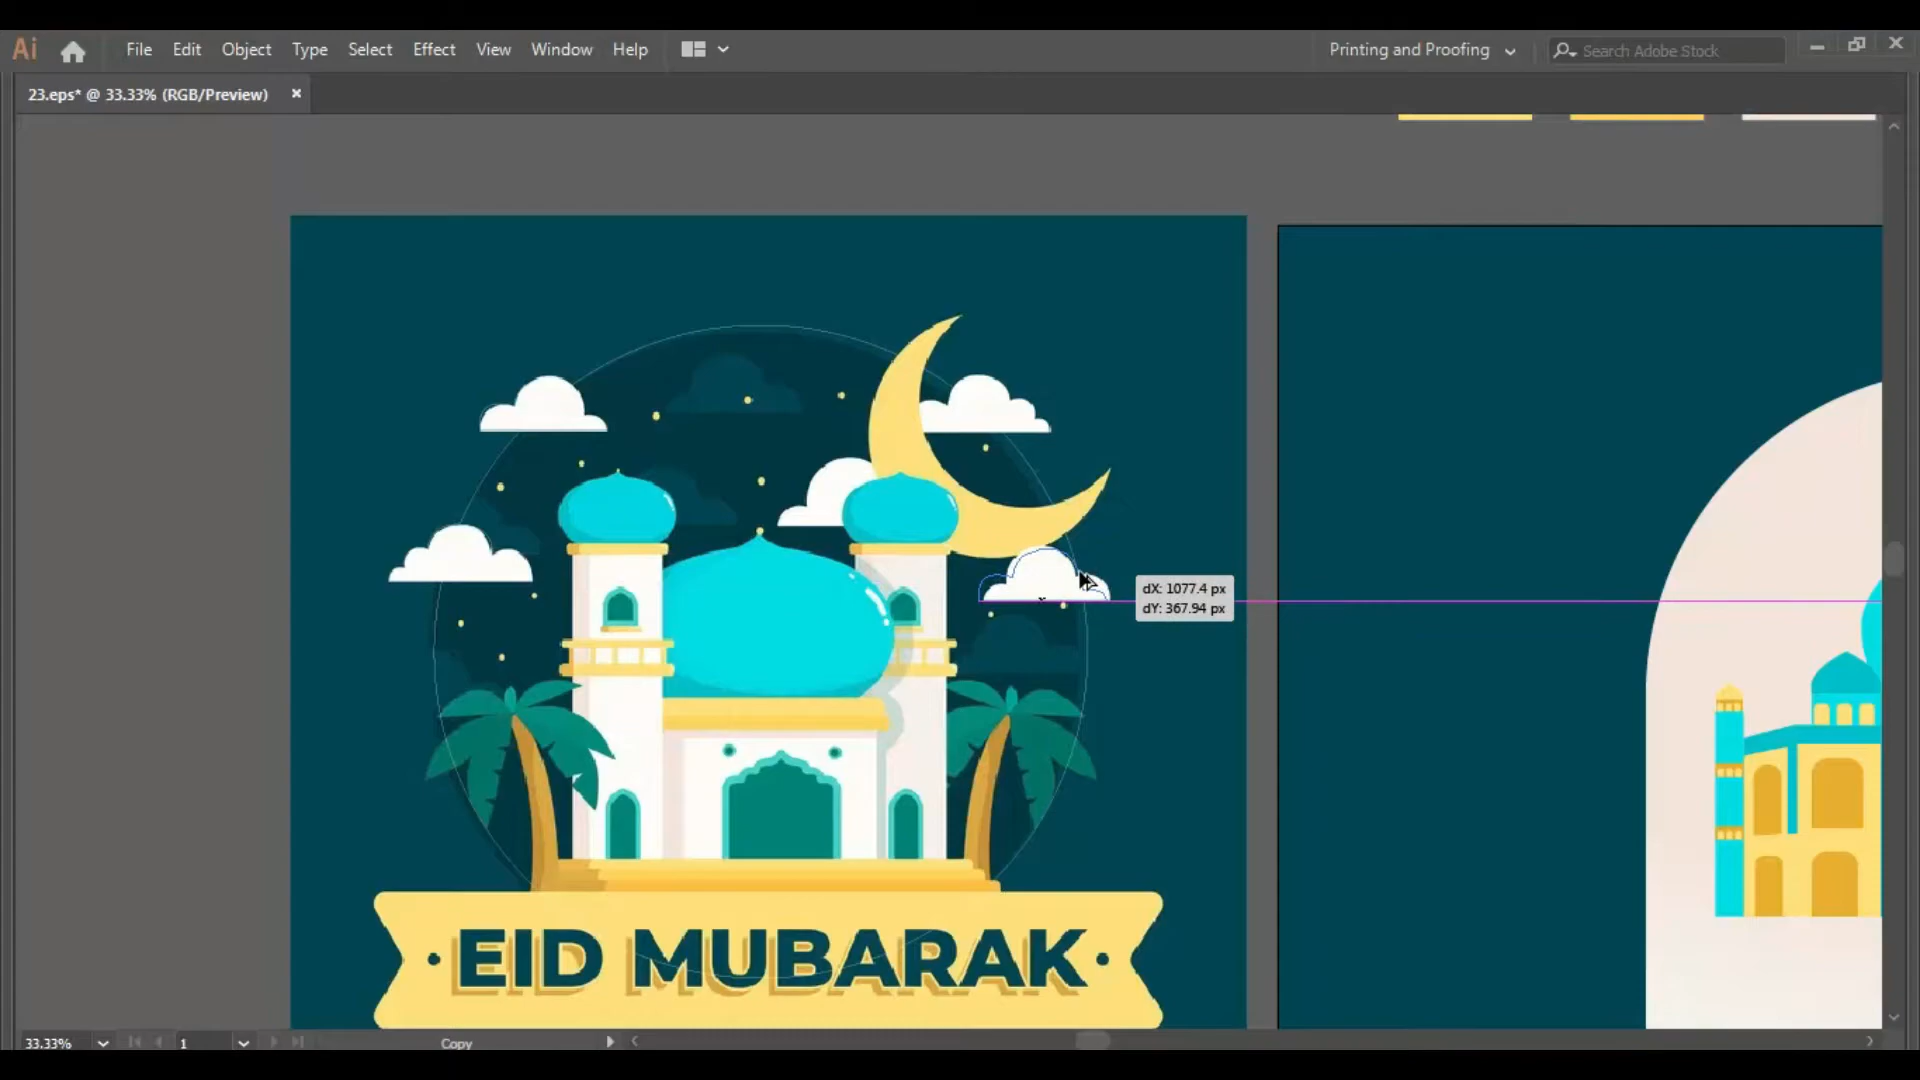 Ai File Edit Object Type Select Effect View Window Help Printing and Proofing Search Adobe Stock
23.eps* @ 33.33% (RGB/Preview) ×
dX: 1077.4 px
dY: 367.94 px
EID MUBARAK
33.33% 1 Copy